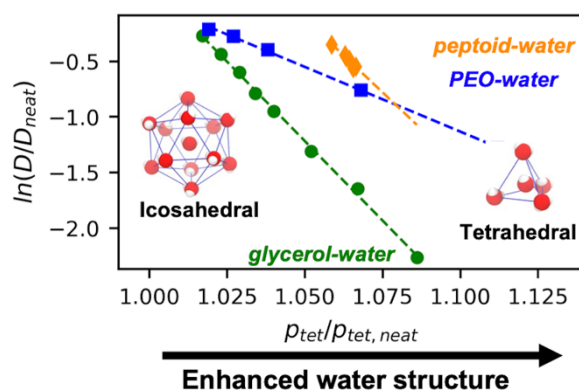 peptoid-water
PEO-water
glycerol-water
Icosahedral
Tetrahedral
ln(D/D_neat)
−0.5
−1.0
−1.5
−2.0
1.000 1.025 1.050 1.075 1.100 1.125
p_tet/p_tet, neat
Enhanced water structure